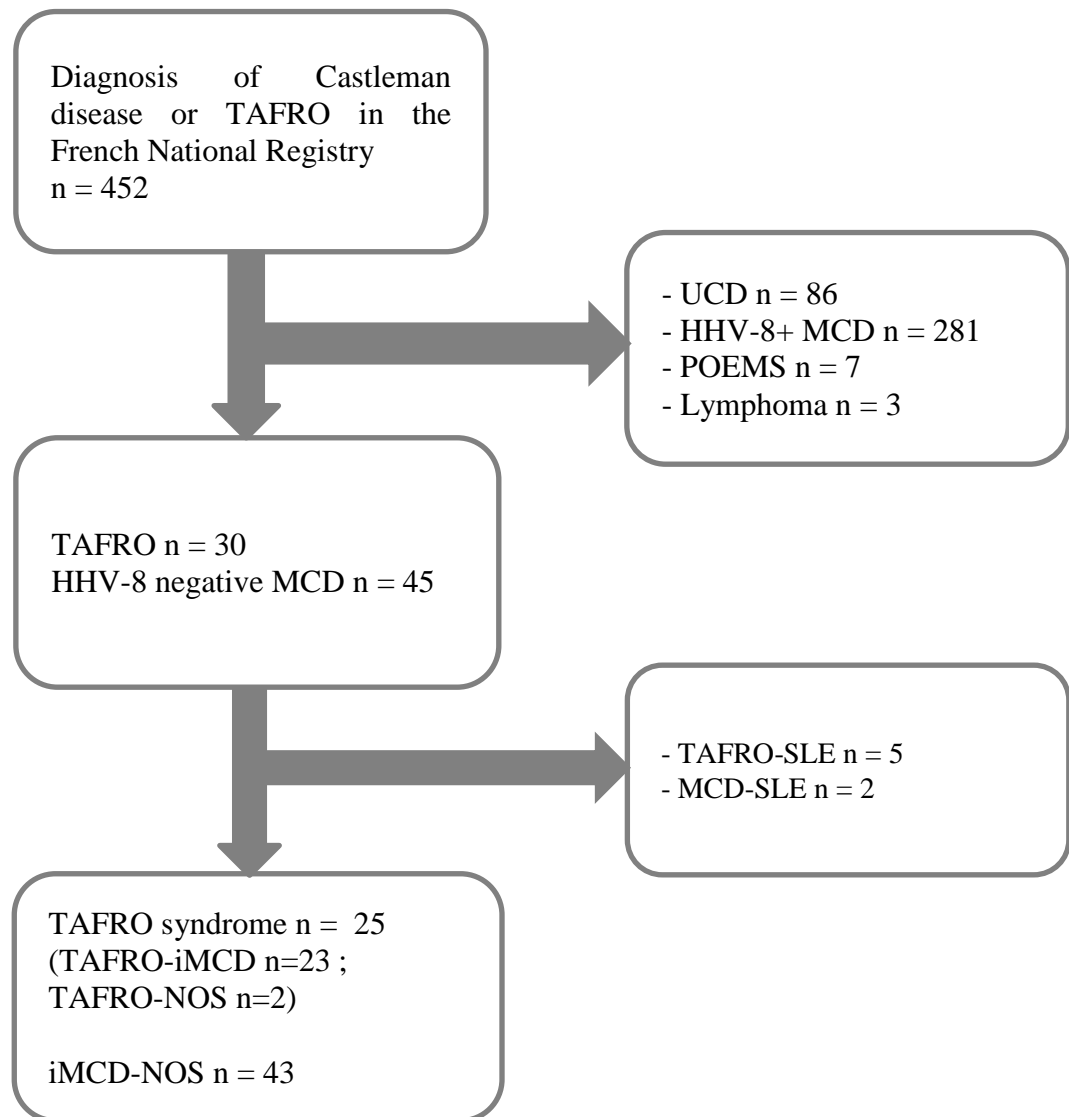 Diagnosis of Castleman
disease or TAFRO in the
French National Registry
n = 452
- UCD n = 86
- HHV-8+ MCD n = 281
- POEMS n = 7
- Lymphoma n = 3
TAFRO n = 30
HHV-8 negative MCD n = 45
- TAFRO-SLE n = 5
- MCD-SLE n = 2
TAFRO syndrome n = 25
(TAFRO-iMCD n=23 ;
TAFRO-NOS n=2)
iMCD-NOS n = 43